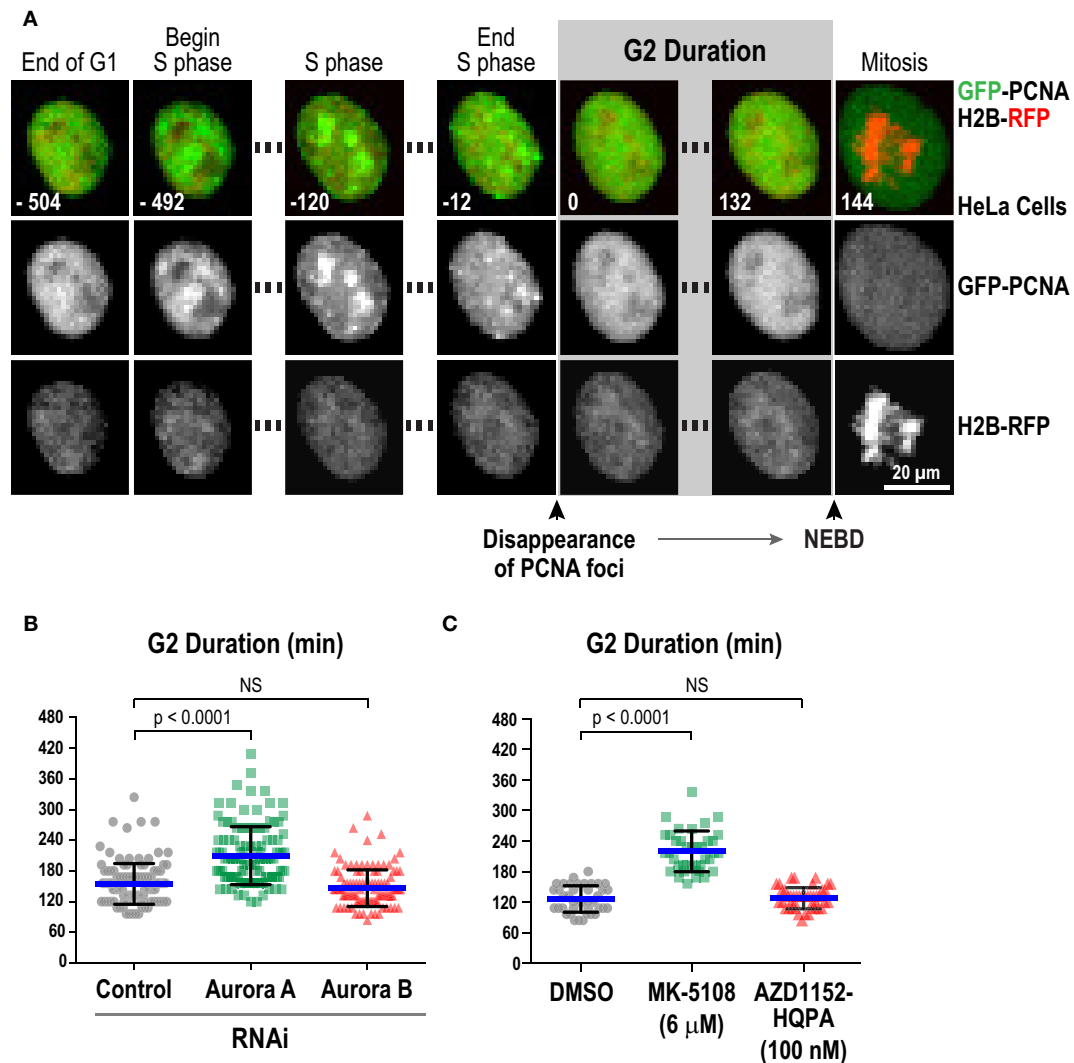 A
End of G1
Begin
S phase
S phase
End
S phase
G2 Duration
Mitosis
GFP-PCNA
H2B-RFP
- 504
- 492
-120
-12
0
132
144
HeLa Cells
GFP-PCNA
H2B-RFP
20 µm
Disappearance
of PCNA foci
NEBD
B
G2 Duration (min)
NS
p < 0.0001
480
420
360
300
240
180
120
60
0
Control
Aurora A
Aurora B
RNAi
C
G2 Duration (min)
NS
p < 0.0001
480
420
360
300
240
180
120
60
0
DMSO
MK-5108
(6 µM)
AZD1152-
HQPA
(100 nM)